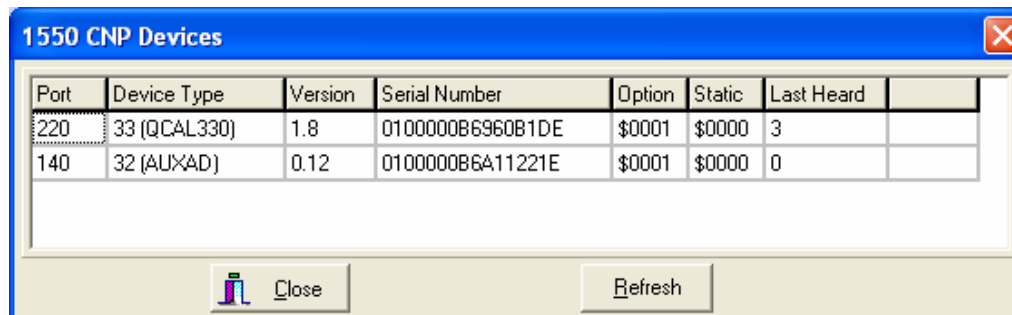 1550 CNP Devices
Port Device Type Version Serial Number Option Static Last Heard
220 33 (QCAL330) 1.8 0100000B6960B1DE $0001 $0000 3
140 32 (AUXAD) 0.12 0100000B6A11221E $0001 $0000 0
Close Refresh